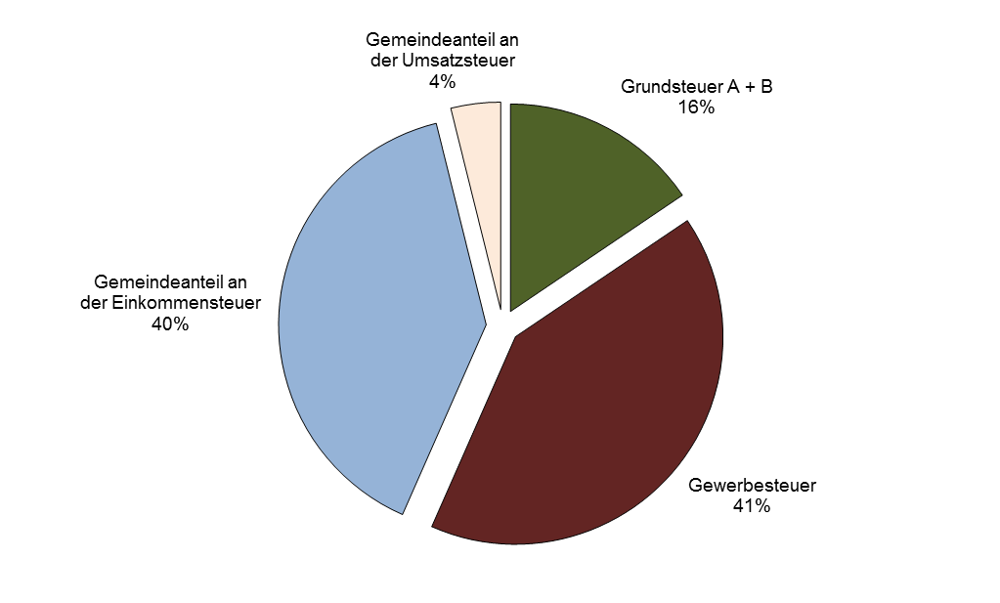 Gemeindeanteil an
der Umsatzsteuer
4%
Grundsteuer A + B
16%
Gemeindeanteil an
der Einkommensteuer
40%
Gewerbesteuer
41%